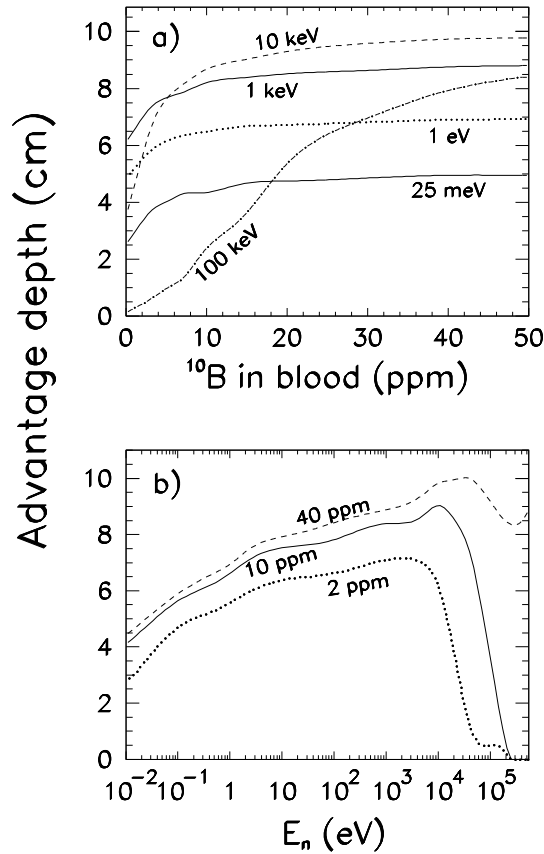 Advantage depth (cm)
a)
10
8
6
4
2
0
10 keV
1 keV
1 eV
25 meV
100 keV
0 10 20 30 40 50
¹⁰B in blood (ppm)
b)
10
8
6
4
2
0
40 ppm
10 ppm
2 ppm
10⁻² 10⁻¹ 1 10 10² 10³ 10⁴ 10⁵
Eₙ (eV)